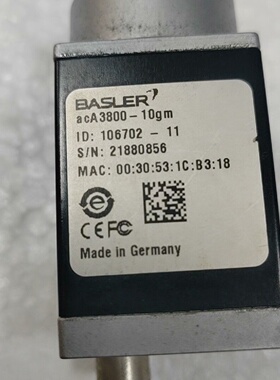 BASLER
acA3800-10gm
ID: 106702 - 11
S/N: 21880856
MAC: 00:30:53:1C:B3:18
CE FC
Made in Germany